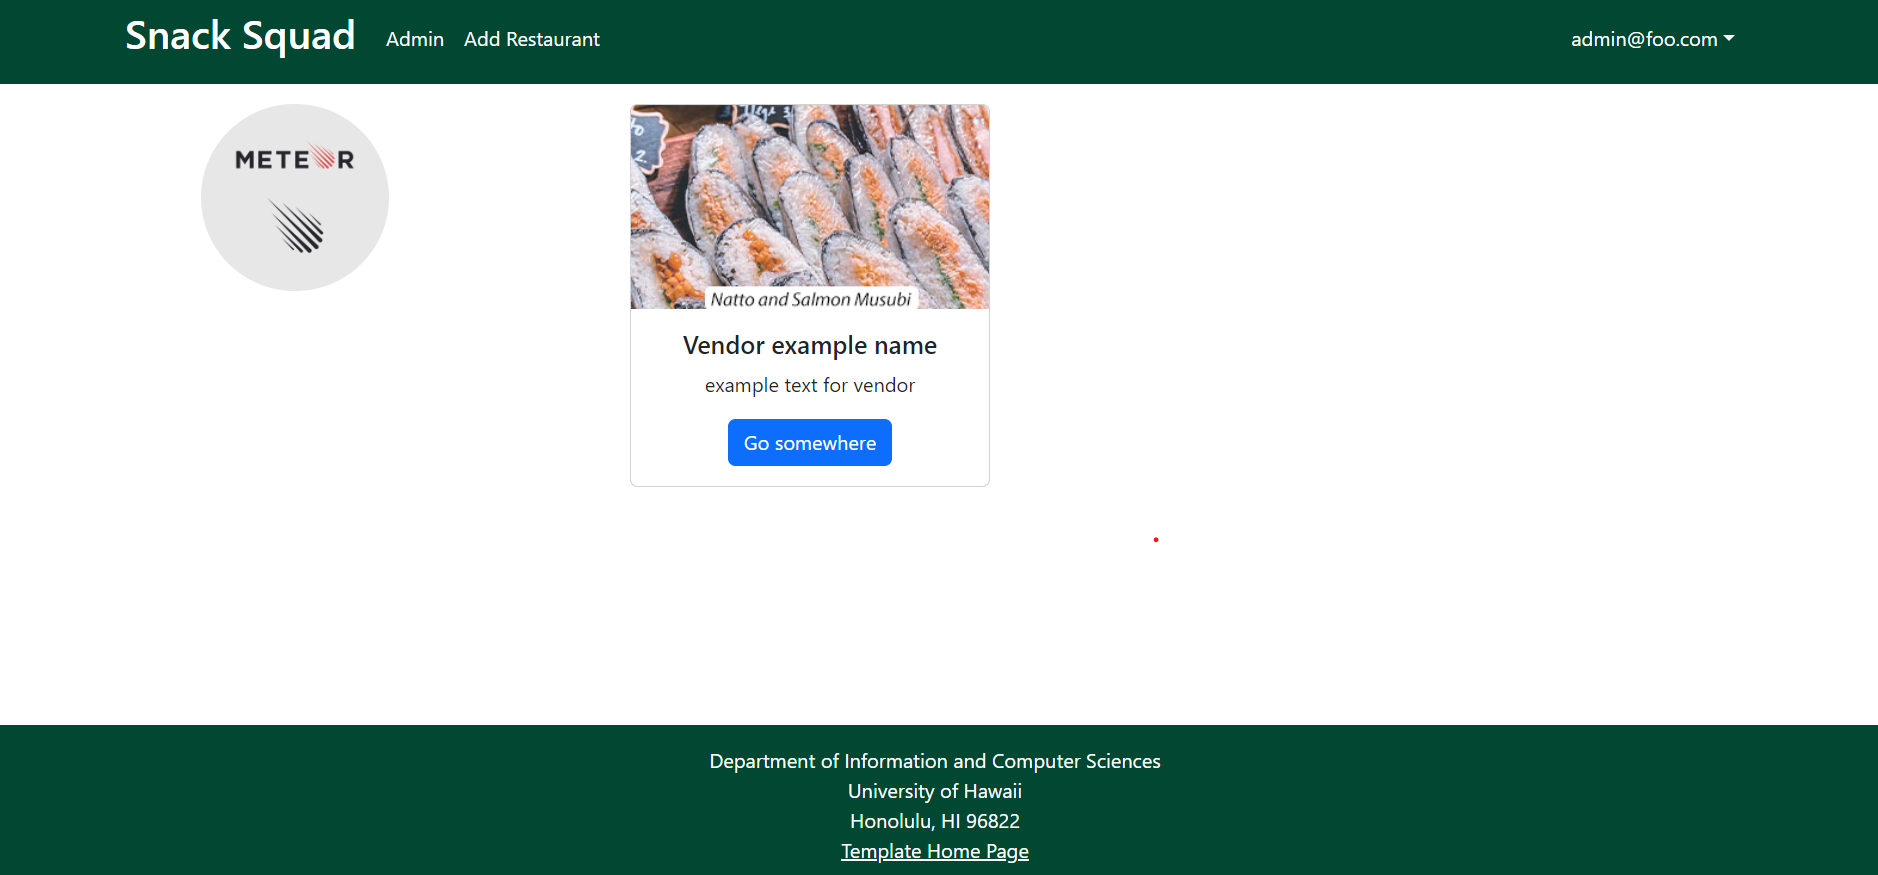 Snack Squad Admin Add Restaurant admin@foo.com
METEOR
Natto and Salmon Musubi
Vendor example name
example text for vendor
Go somewhere
Department of Information and Computer Sciences
University of Hawaii
Honolulu, HI 96822
Template Home Page